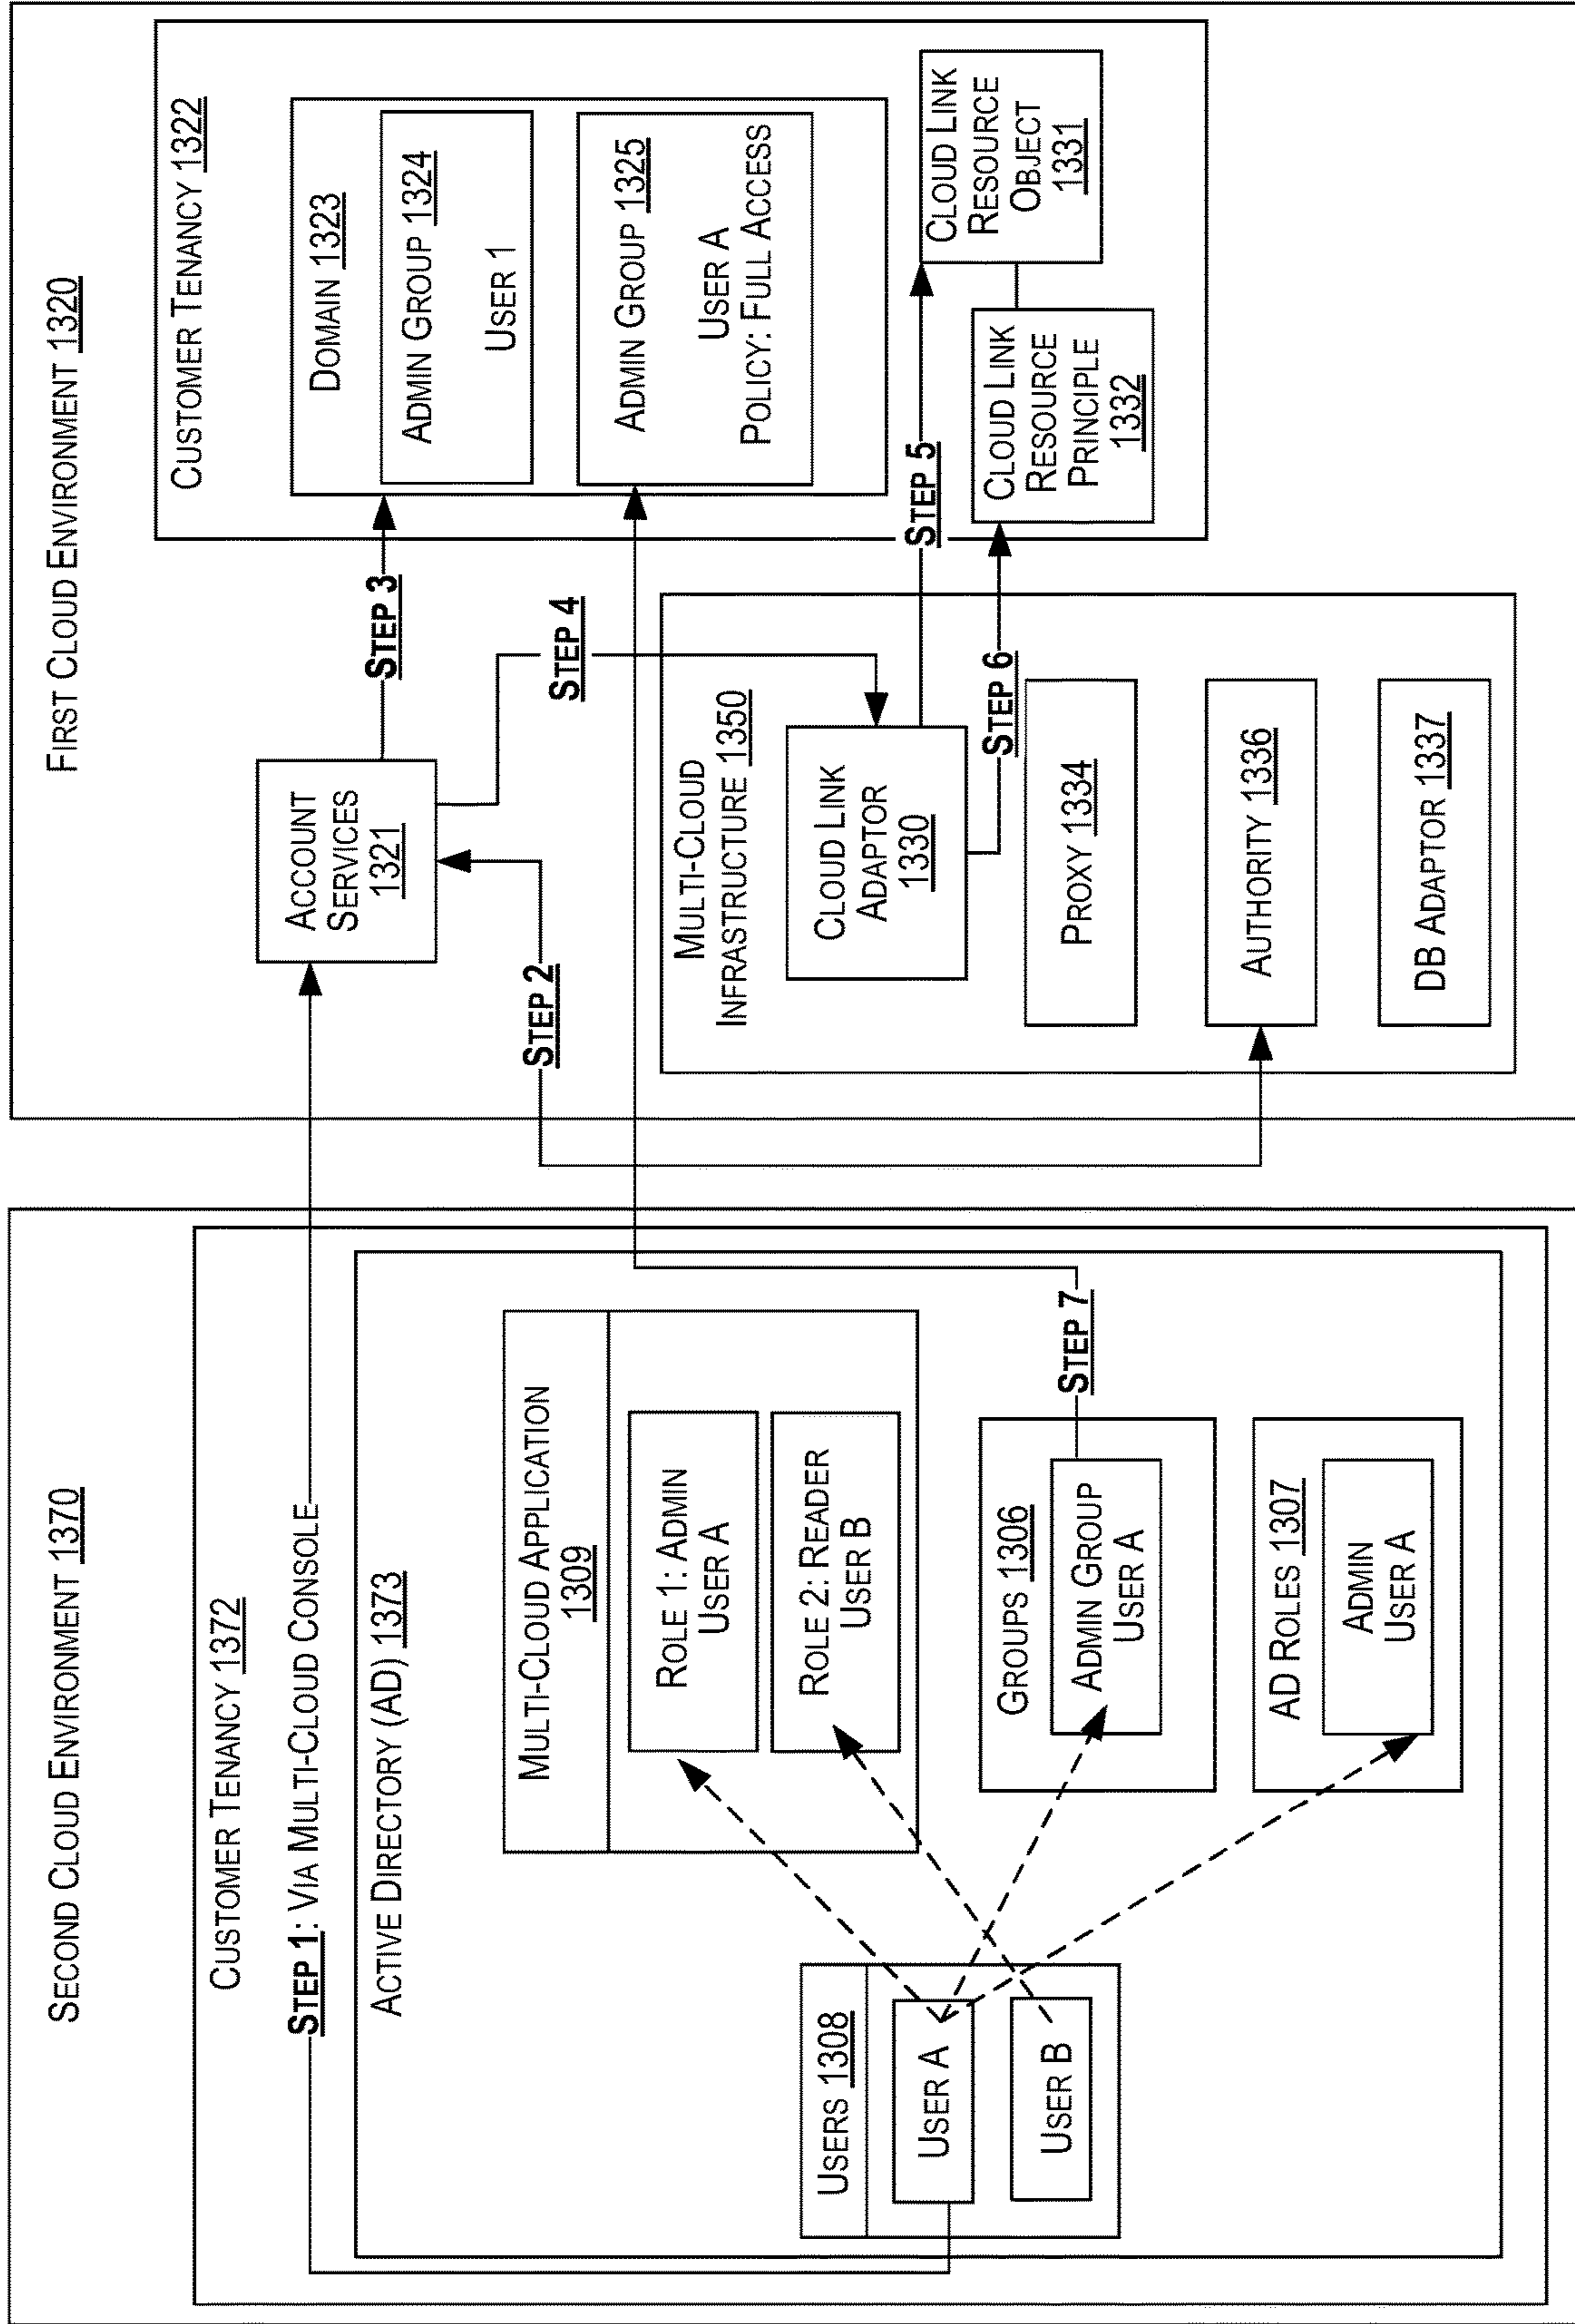 SECOND CLOUD ENVIRONMENT 1370
CUSTOMER TENANCY 1372
STEP 1: VIA MULTI-CLOUD CONSOLE
ACTIVE DIRECTORY (AD) 1373
USERS 1308
USER A
USER B
MULTI-CLOUD APPLICATION
1309
ROLE 1: ADMIN
USER A
ROLE 2: READER
USER B
GROUPS 1306
ADMIN GROUP
USER A
AD ROLES 1307
ADMIN
USER A
STEP 7
FIRST CLOUD ENVIRONMENT 1320
ACCOUNT
SERVICES
1321
STEP 2
STEP 3
STEP 4
MULTI-CLOUD
INFRASTRUCTURE 1350
CLOUD LINK
ADAPTOR
1330
PROXY 1334
AUTHORITY 1336
DB ADAPTOR 1337
STEP 5
STEP 6
CUSTOMER TENANCY 1322
DOMAIN 1323
ADMIN GROUP 1324
USER 1
ADMIN GROUP 1325
USER A
POLICY: FULL ACCESS
CLOUD LINK
RESOURCE
PRINCIPLE
1332
CLOUD LINK
RESOURCE
OBJECT
1331